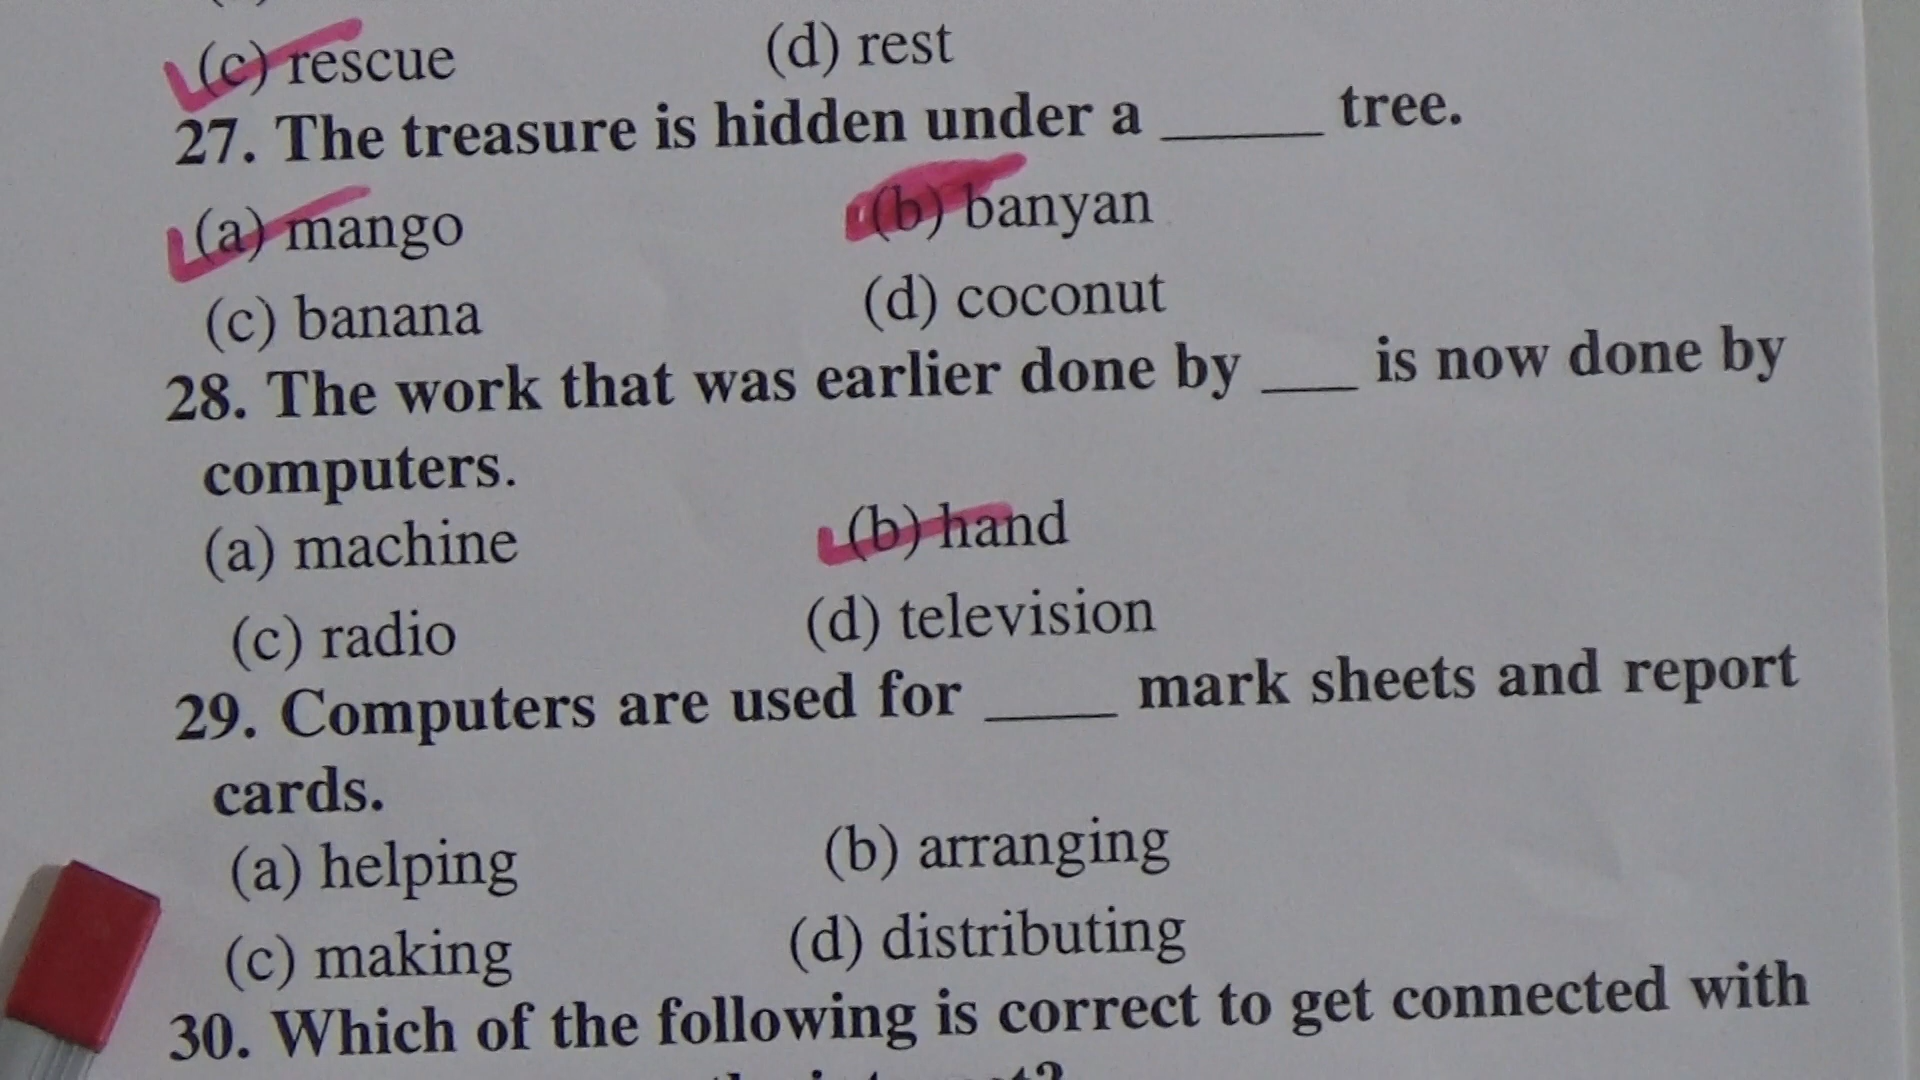 (c) rescue (d) rest
27. The treasure is hidden under a _____ tree.
(a) mango (b) banyan
(c) banana (d) coconut
28. The work that was earlier done by ___ is now done by
computers.
(a) machine (b) hand
(c) radio (d) television
29. Computers are used for ____ mark sheets and report
cards.
(a) helping (b) arranging
(c) making (d) distributing
30. Which of the following is correct to get connected with